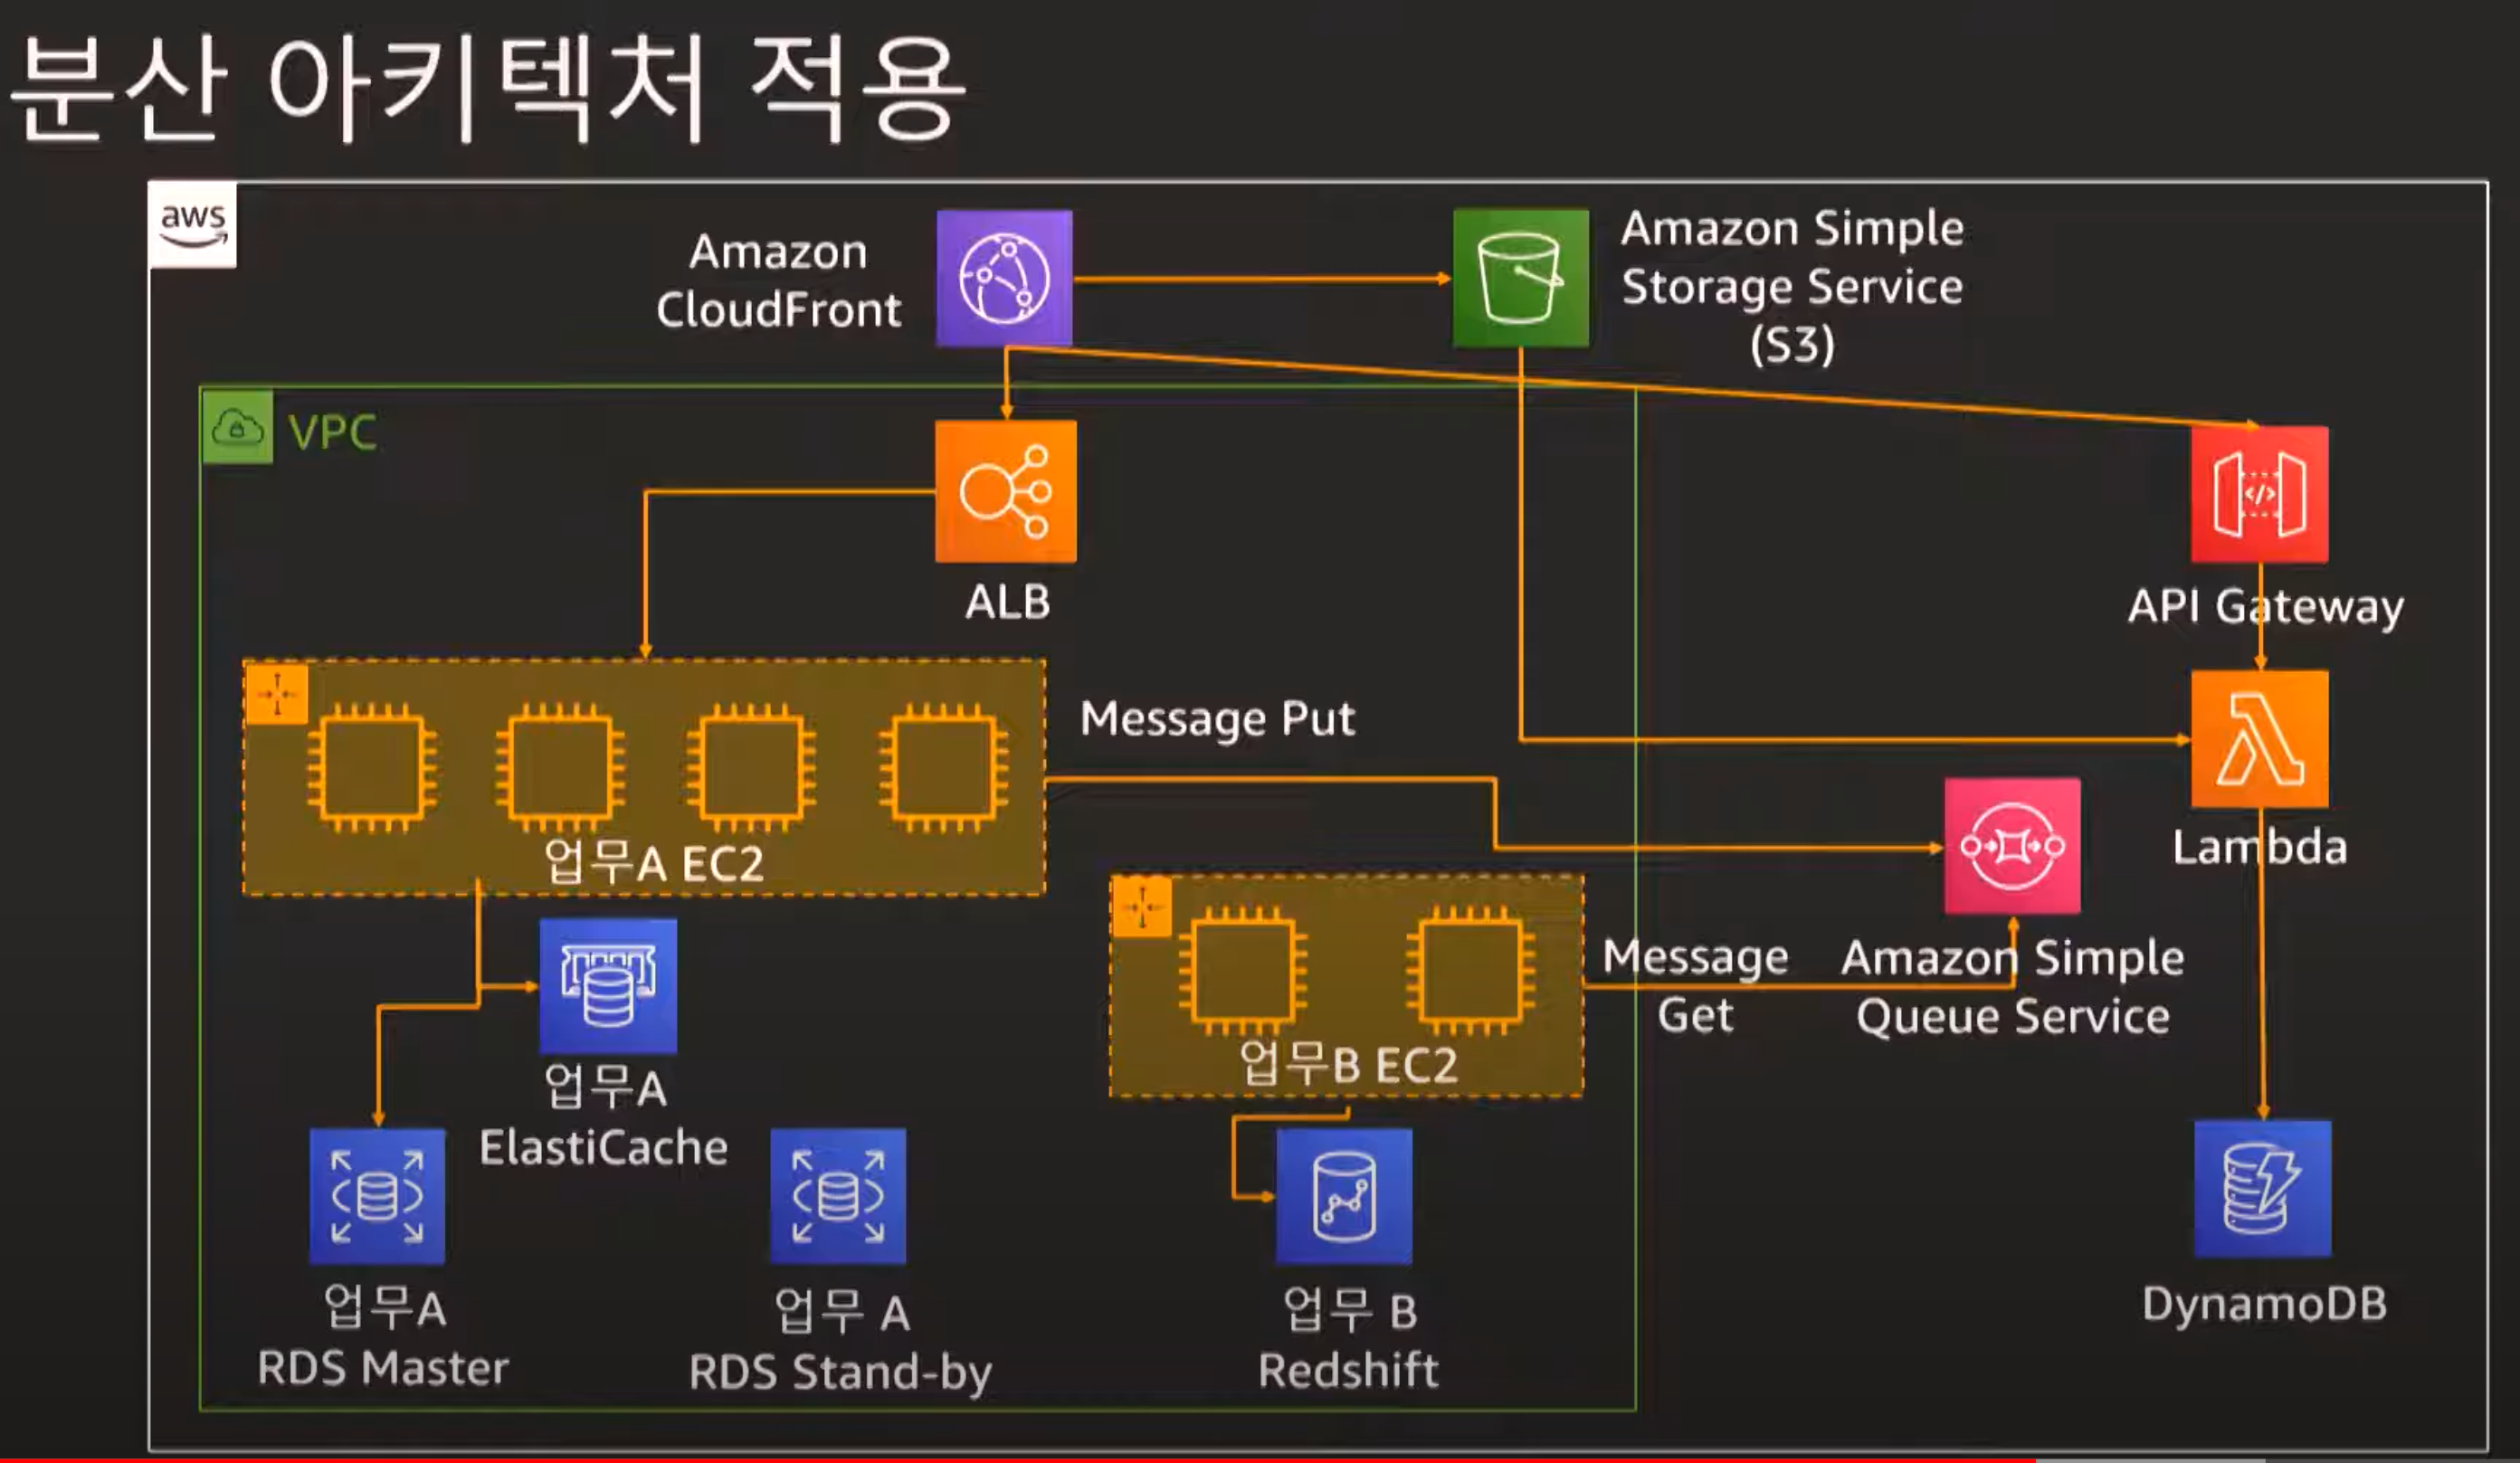 분산 아키텍처 적용
aws
Amazon
CloudFront
Amazon Simple
Storage Service
(S3)
VPC
ALB
API Gateway
Message Put
Lambda
업무A EC2
Message
Get
Amazon Simple
Queue Service
업무B EC2
업무A
ElastiCache
업무A
RDS Master
업무 A
RDS Stand-by
업무 B
Redshift
DynamoDB